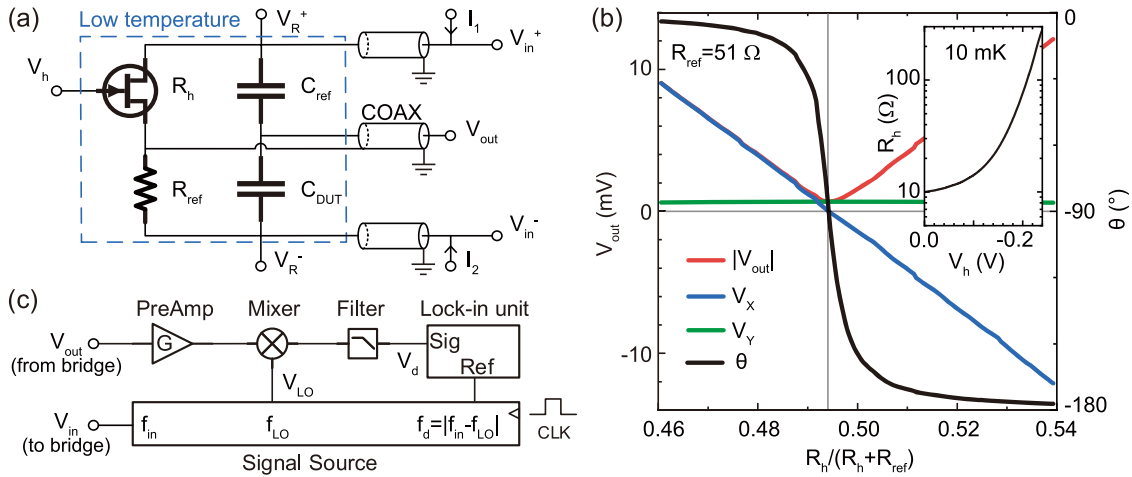 (a)
Low temperature
V_R^+
I_1
V_in^+
V_h
R_h
C_ref
COAX
V_out
R_ref
C_DUT
V_in^-
V_R^-
I_2
(b)
R_ref=51 Ω
10 mK
R_h (Ω)
100
10
0.0
-0.2
V_h (V)
V_out (mV)
10
0
-10
|V_out|
V_X
V_Y
θ
0
-90
-180
θ (°)
0.46
0.48
0.50
0.52
0.54
R_h/(R_h+R_ref)
(c)
PreAmp
Mixer
Filter
Lock-in unit
V_out
(from bridge)
G
V_d
Sig
Ref
V_LO
V_in
(to bridge)
f_in
f_LO
f_d=|f_in-f_LO|
CLK
Signal Source